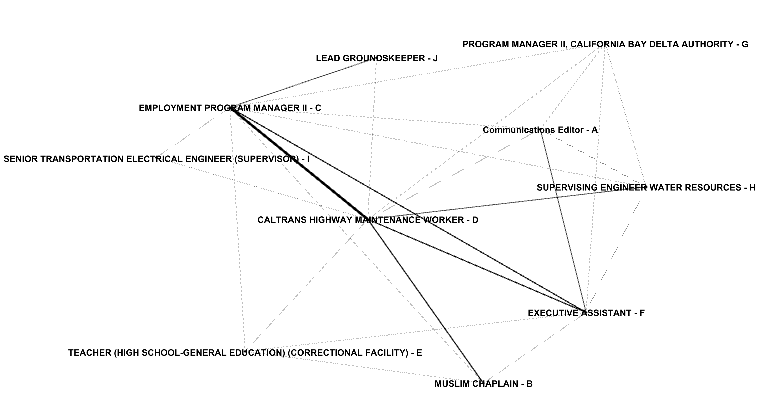 PROGRAM MANAGER II, CALIFORNIA BAY DELTA AUTHORITY - G
LEAD GROUNDSKEEPER - J
EMPLOYMENT PROGRAM MANAGER II - C
Communications Editor - A
SENIOR TRANSPORTATION ELECTRICAL ENGINEER (SUPERVISOR) - I
SUPERVISING ENGINEER WATER RESOURCES - H
CALTRANS HIGHWAY MAINTENANCE WORKER - D
EXECUTIVE ASSISTANT - F
TEACHER (HIGH SCHOOL-GENERAL EDUCATION) (CORRECTIONAL FACILITY) - E
MUSLIM CHAPLAIN - B